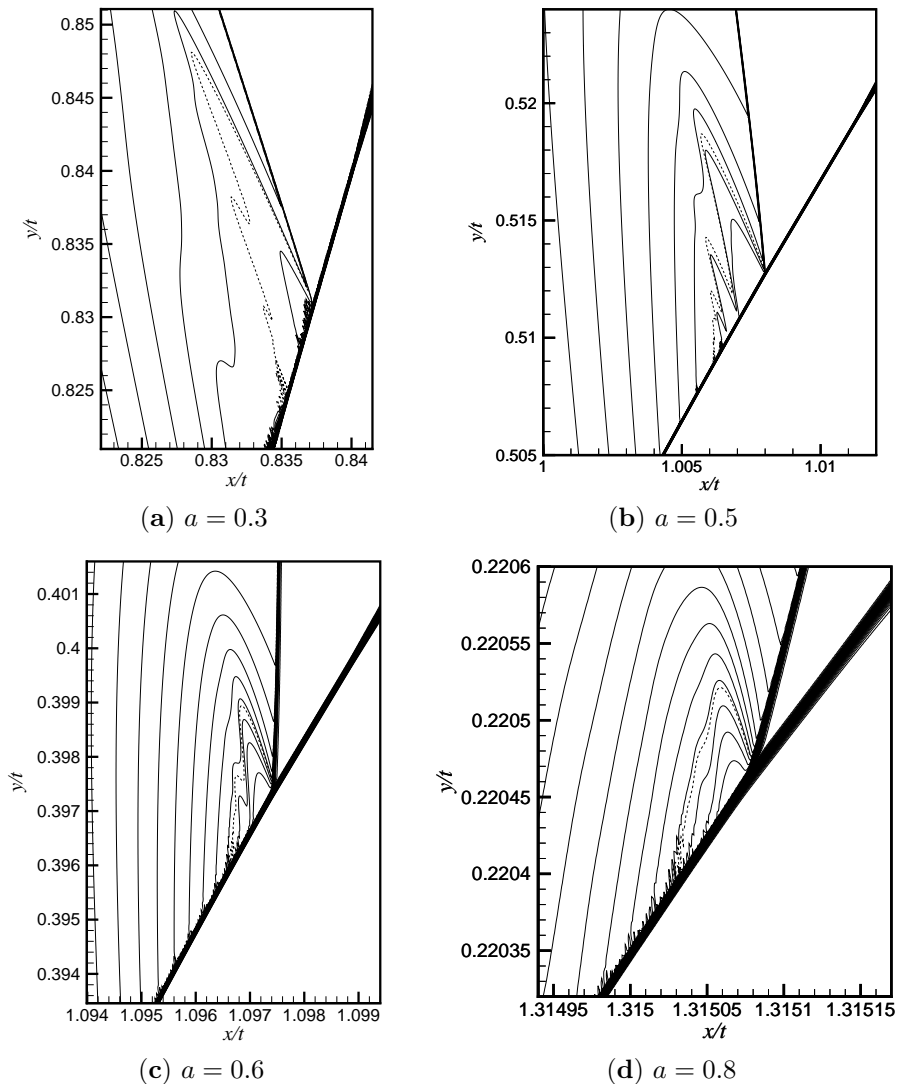 0.85
0.845
0.84
0.835
0.83
0.825
y/t
0.825 0.83 0.835 0.84
x/t
(a) a = 0.3
0.52
0.515
0.51
0.505
y/t
1 1.005 1.01
x/t
(b) a = 0.5
0.401
0.4
0.399
0.398
0.397
0.396
0.395
0.394
y/t
1.094 1.095 1.096 1.097 1.098 1.099
x/t
(c) a = 0.6
0.2206
0.22055
0.2205
0.22045
0.2204
0.22035
y/t
1.31495 1.315 1.31505 1.3151 1.31515
x/t
(d) a = 0.8